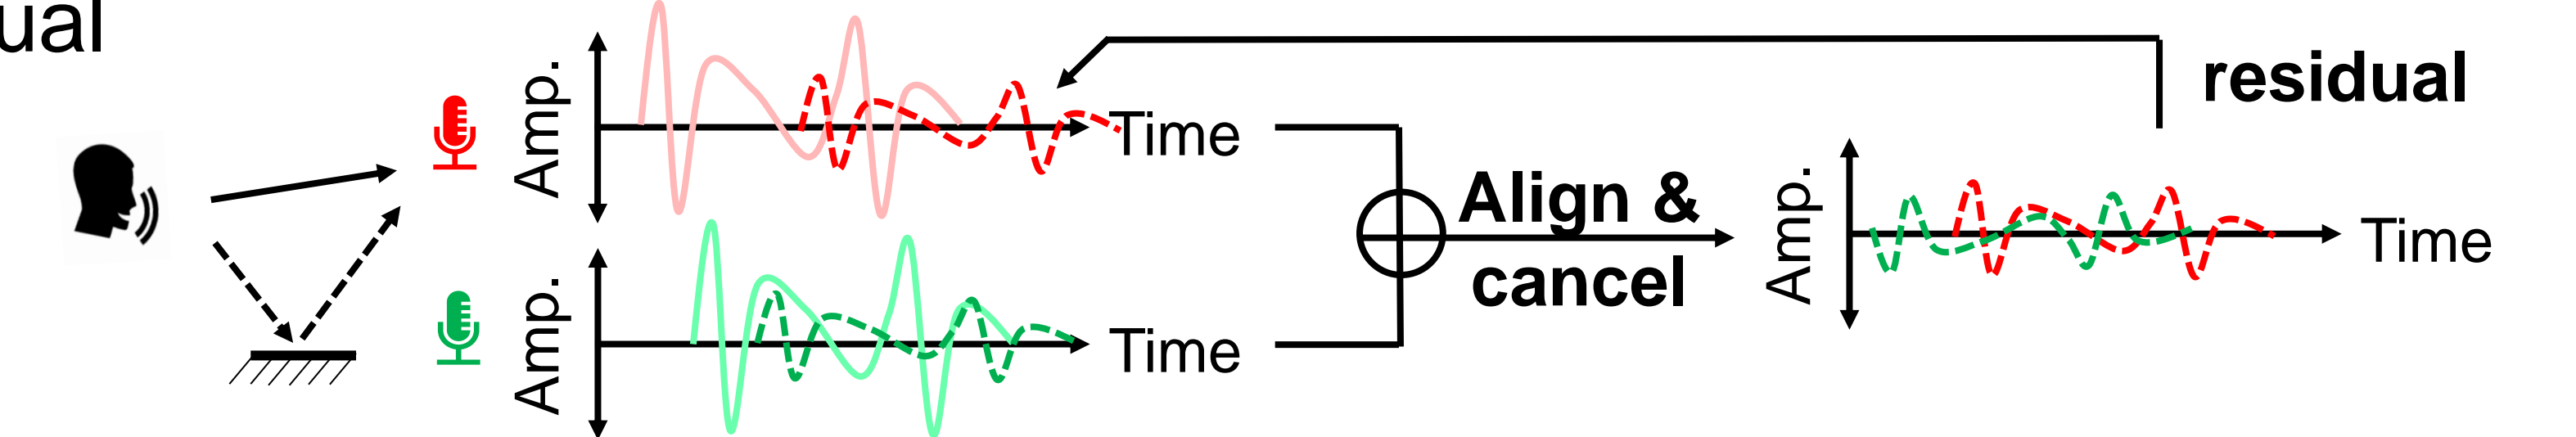 ual
Amp.
Time
Amp.
Time
Align &
cancel
residual
Amp.
Time